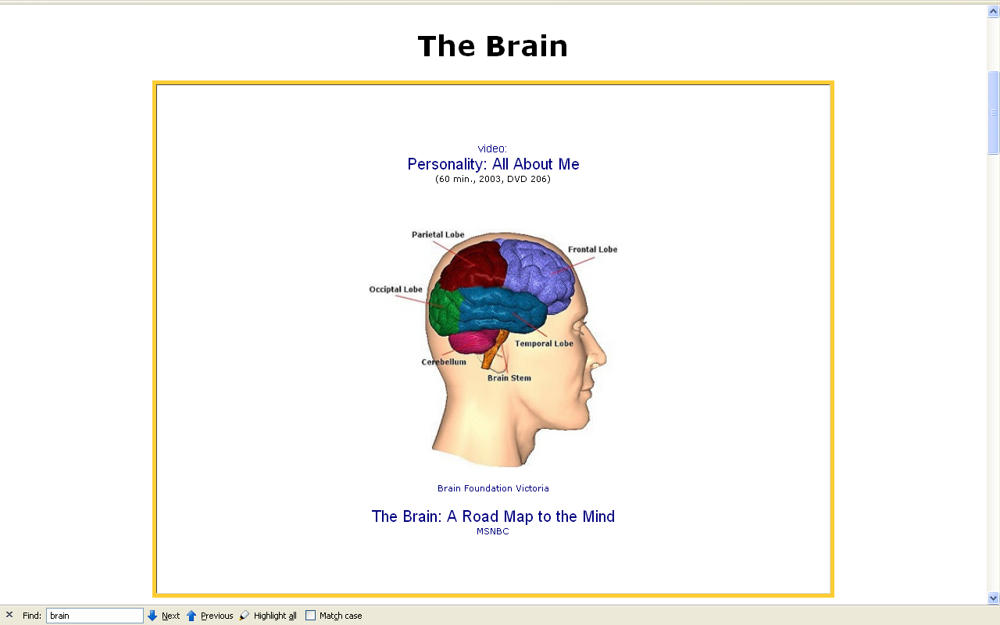 The Brain
video:
Personality: All About Me
(60 min., 2003, DVD 206)
Parietal Lobe
Frontal Lobe
Occiptal Lobe
Temporal Lobe
Cerebellum
Brain Stem
Brain Foundation Victoria
The Brain: A Road Map to the Mind
MSNBC
Find: brain Next Previous Highlight all Match case